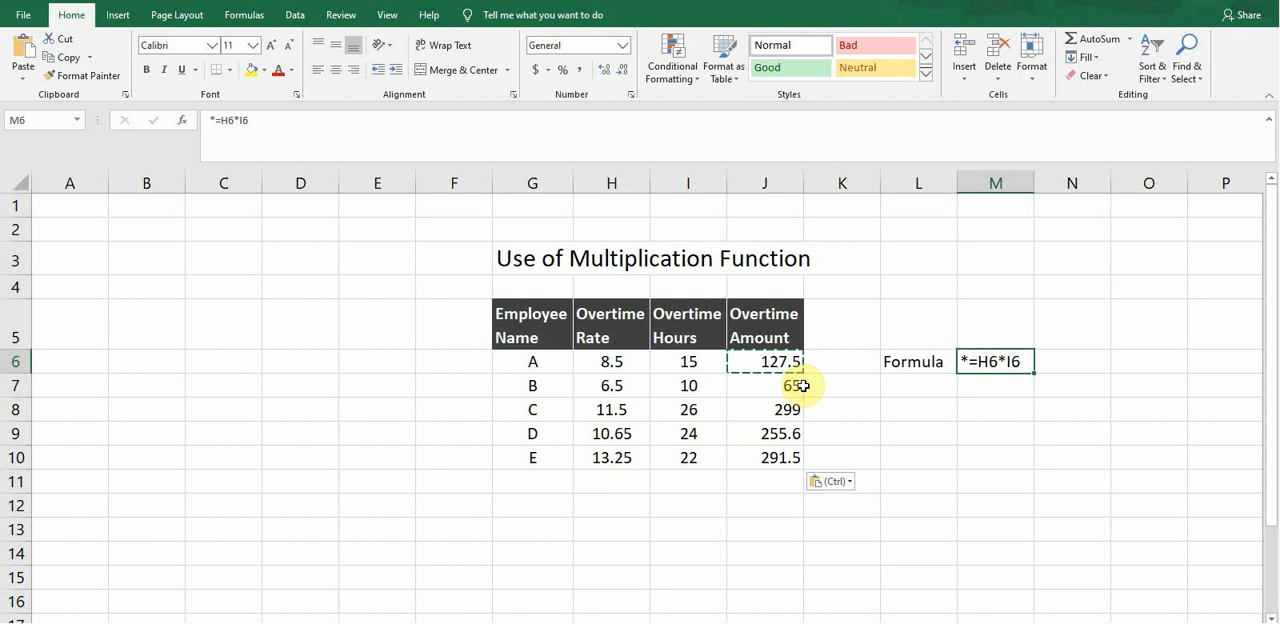 File Home Insert Page Layout Formulas Data Review View Help Tell me what you want to do Share
Paste Cut Copy Format Painter
Clipboard
Calibri 11
I U A
Font
Wrap Text
Merge & Center
Alignment
General
$ % ,
Number
Conditional Formatting
Format as Table
Normal Bad
Good Neutral
Styles
Insert Delete Format
Cells
AutoSum
Fill
Clear
Sort & Filter
Find & Select
Editing
M6 fx *=H6*I6
A B C D E F G H I J K L M N O P
1
2
3 Use of Multiplication Function
4
5 Employee Name Overtime Rate Overtime Hours Overtime Amount
6 A 8.5 15 127.5 Formula *=H6*I6
7 B 6.5 10 65
8 C 11.5 26 299
9 D 10.65 24 255.6
10 E 13.25 22 291.5
11 (Ctrl)
12
13
14
15
16